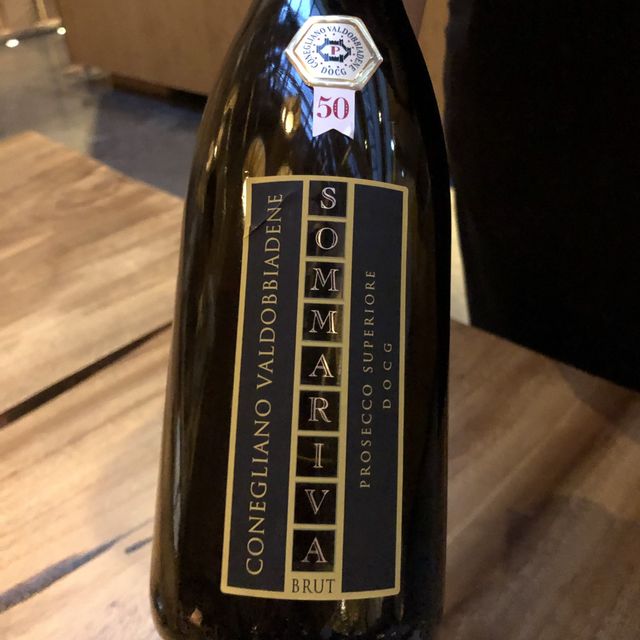 CONEGLIANO VALDOBBIADENE
P
DOCG
50
CONEGLIANO VALDOBBIADENE
SOMMARIVA
PROSECCO SUPERIORE
DOCG
BRUT